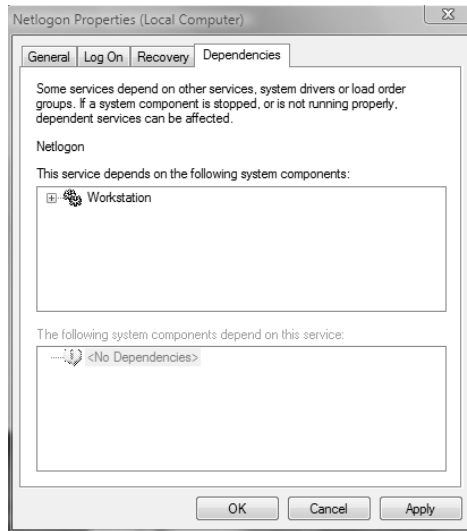 Netlogon Properties (Local Computer)
General Log On Recovery Dependencies
Some services depend on other services, system drivers or load order
groups. If a system component is stopped, or is not running properly,
dependent services can be affected.
Netlogon
This service depends on the following system components:
Workstation
The following system components depend on this service:
<No Dependencies>
OK Cancel Apply